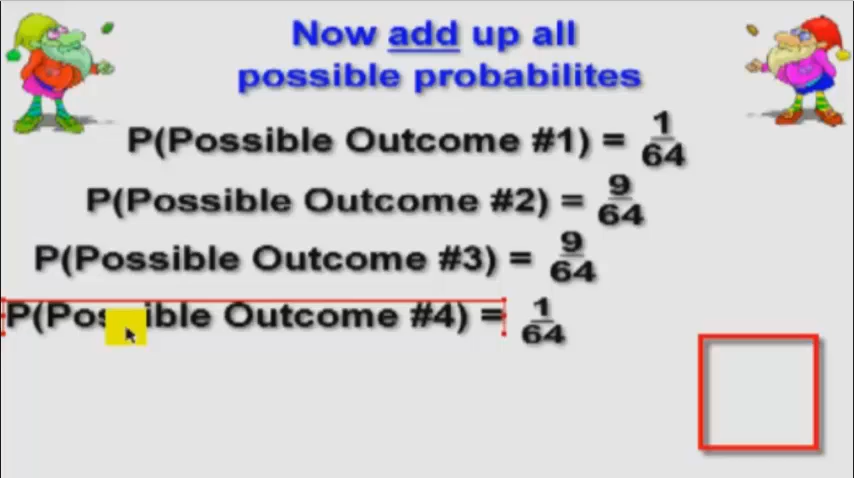 Now add up all
possible probabilites
P(Possible Outcome #1) = 1/64
P(Possible Outcome #2) = 9/64
P(Possible Outcome #3) = 9/64
P(Possible Outcome #4) = 1/64